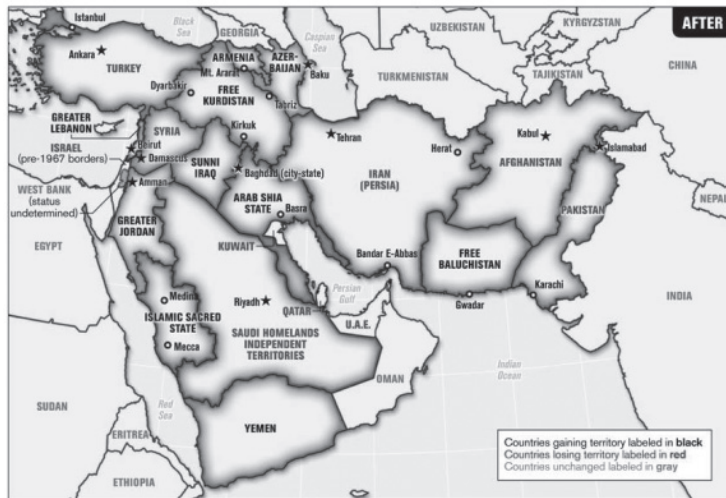 AFTER
Black
Sea
Caspian
Sea
Istanbul
GEORGIA
UZBEKISTAN
KYRGYZSTAN
Ankara
TURKEY
ARMENIA
Mt. Ararat
AZER-
BAIJAN
Baku
TURKMENISTAN
TAJIKISTAN
CHINA
Dyarbakir
FREE
KURDISTAN
Tabriz
GREATER
LEBANON
SYRIA
Kirkuk
Tehran
Herat
Kabul
Islamabad
ISRAEL
(pre-1967 borders)
Beirut
Damascus
SUNNI
IRAQ
Baghdad (city-state)
IRAN
(PERSIA)
AFGHANISTAN
WEST BANK
(status
undetermined)
Amman
ARAB SHIA
STATE
Basra
PAKISTAN
NEPAL
EGYPT
GREATER
JORDAN
KUWAIT
Bandar E-Abbas
FREE
BALUCHISTAN
Karachi
Medina
Riyadh
Persian
Gulf
QATAR
Gwadar
INDIA
ISLAMIC SACRED
STATE
Mecca
SAUDI HOMELANDS
INDEPENDENT
TERRITORIES
U.A.E.
OMAN
Indian
Ocean
SUDAN
Red
Sea
YEMEN
ERITREA
ETHIOPIA
Countries gaining territory labeled in black
Countries losing territory labeled in red
Countries unchanged labeled in gray